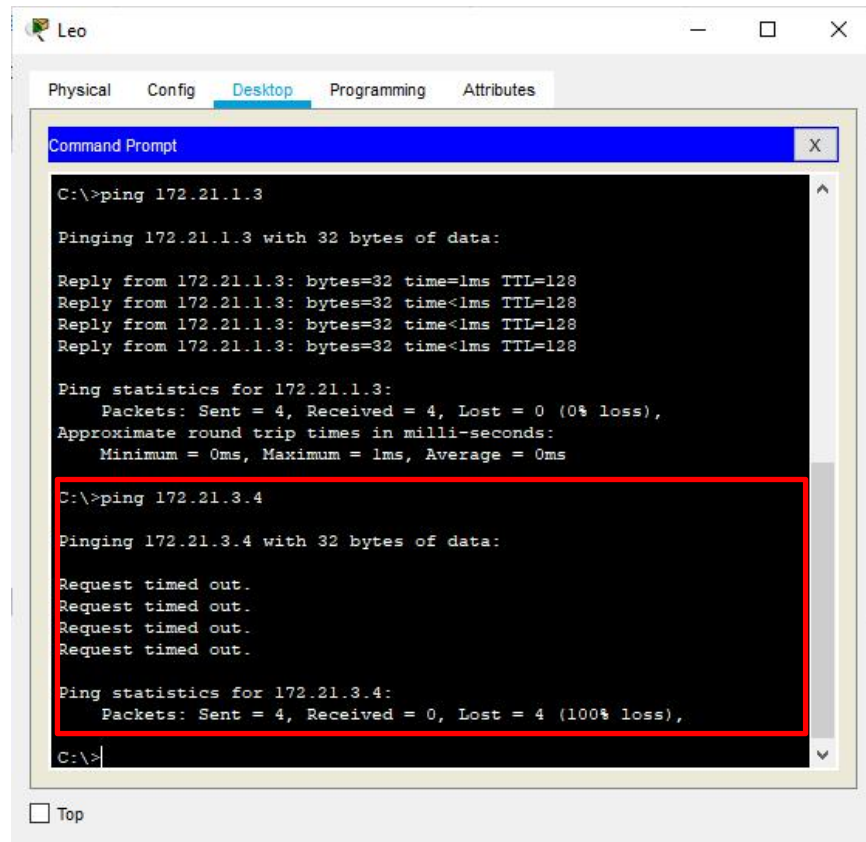 Leo
Physical Config Desktop Programming Attributes
Command Prompt X
C:\>ping 172.21.1.3
Pinging 172.21.1.3 with 32 bytes of data:
Reply from 172.21.1.3: bytes=32 time=1ms TTL=128
Reply from 172.21.1.3: bytes=32 time<1ms TTL=128
Reply from 172.21.1.3: bytes=32 time<1ms TTL=128
Reply from 172.21.1.3: bytes=32 time<1ms TTL=128
Ping statistics for 172.21.1.3:
Packets: Sent = 4, Received = 4, Lost = 0 (0% loss),
Approximate round trip times in milli-seconds:
Minimum = 0ms, Maximum = 1ms, Average = 0ms
C:\>ping 172.21.3.4
Pinging 172.21.3.4 with 32 bytes of data:
Request timed out.
Request timed out.
Request timed out.
Request timed out.
Ping statistics for 172.21.3.4:
Packets: Sent = 4, Received = 0, Lost = 4 (100% loss),
C:\>
Top